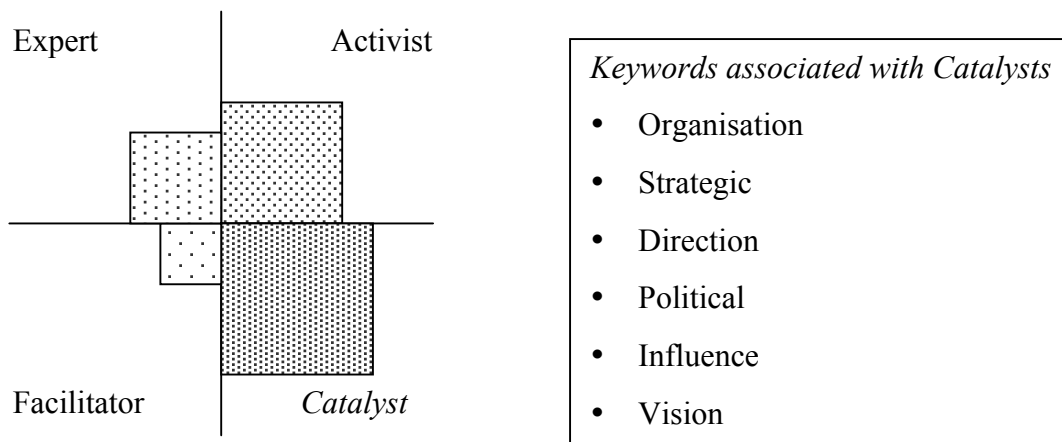 Expert
Activist
Facilitator
Catalyst
Keywords associated with Catalysts
• Organisation
• Strategic
• Direction
• Political
• Influence
• Vision